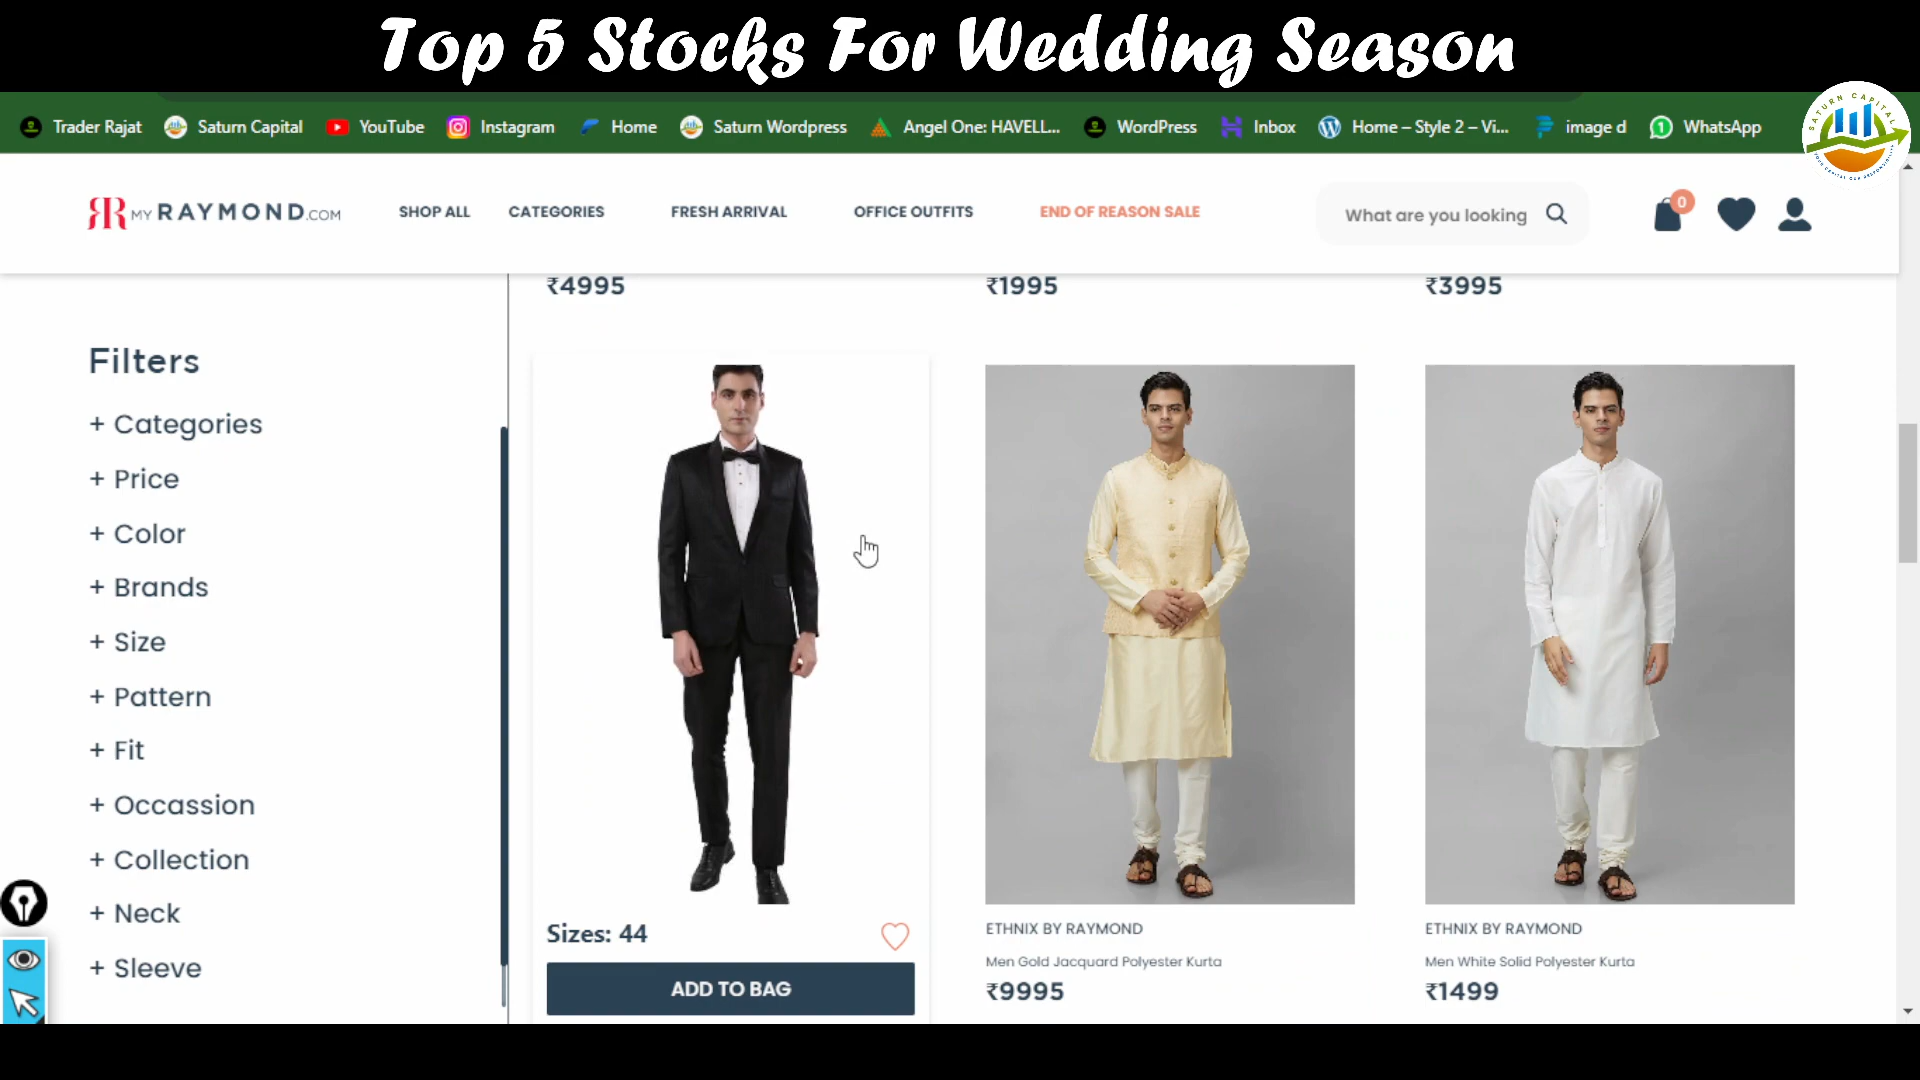 Top 5 Stocks For Wedding Season
Trader Rajat Saturn Capital YouTube Instagram Home Saturn Wordpress Angel One: HAVELL... WordPress Inbox Home – Style 2 – Vi... image d 1 WhatsApp
SATURN CAPITAL
MY RAYMOND.COM SHOP ALL CATEGORIES FRESH ARRIVAL OFFICE OUTFITS END OF REASON SALE What are you looking 0
₹4995 ₹1995 ₹3995
Filters
+ Categories
+ Price
+ Color
+ Brands
+ Size
+ Pattern
+ Fit
+ Occassion
+ Collection
+ Neck
+ Sleeve
Sizes: 44
ADD TO BAG
ETHNIX BY RAYMOND
Men Gold Jacquard Polyester Kurta
₹9995
ETHNIX BY RAYMOND
Men White Solid Polyester Kurta
₹1499